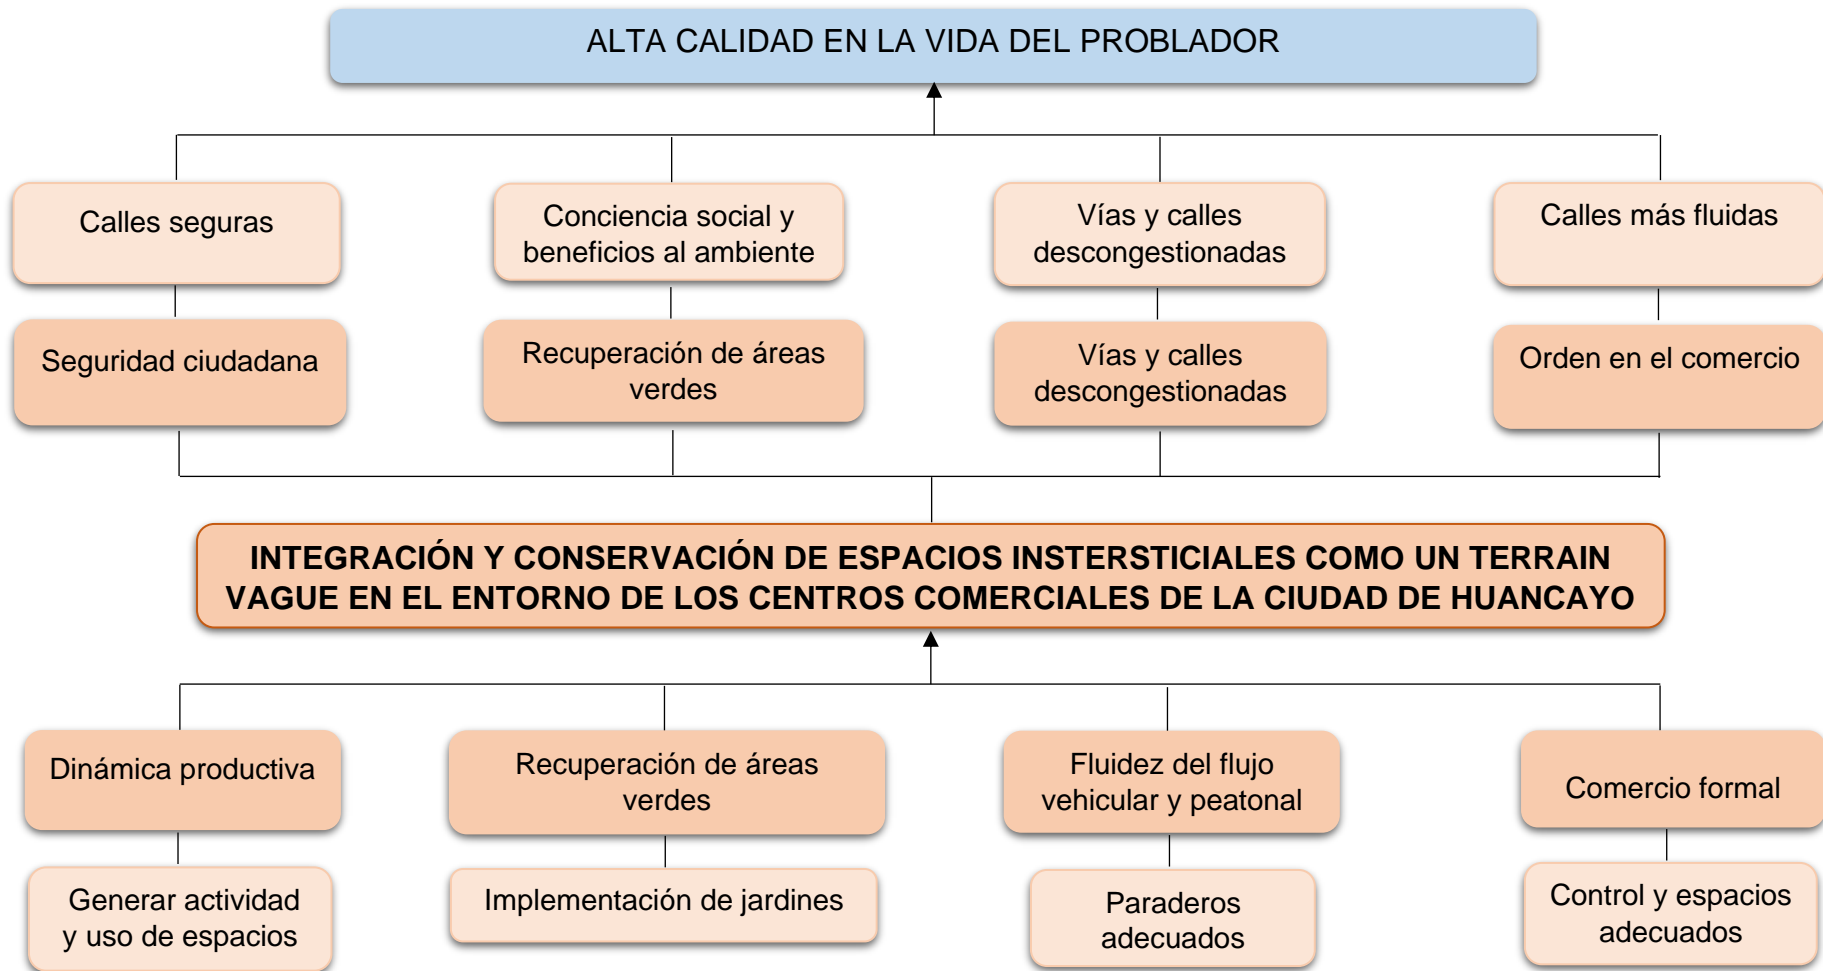 ALTA CALIDAD EN LA VIDA DEL PROBLADOR
Calles seguras
Conciencia social y
beneficios al ambiente
Vías y calles
descongestionadas
Calles más fluidas
Seguridad ciudadana
Recuperación de áreas
verdes
Vías y calles
descongestionadas
Orden en el comercio
INTEGRACIÓN Y CONSERVACIÓN DE ESPACIOS INSTERSTICIALES COMO UN TERRAIN
VAGUE EN EL ENTORNO DE LOS CENTROS COMERCIALES DE LA CIUDAD DE HUANCAYO
Dinámica productiva
Recuperación de áreas
verdes
Fluidez del flujo
vehicular y peatonal
Comercio formal
Generar actividad
y uso de espacios
Implementación de jardines
Paraderos
adecuados
Control y espacios
adecuados